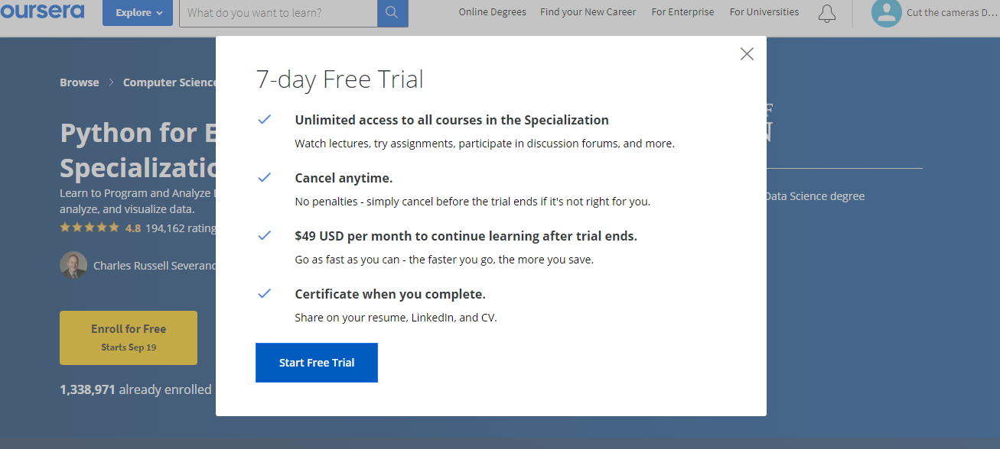 oursera
Explore
What do you want to learn?
Online Degrees
Find your New Career
For Enterprise
For Universities
Cut the cameras D...
Browse
Computer Science
Python for E
Specializatio
Learn to Program and Analyze
analyze, and visualize data.
4.8 194,162 rating
Charles Russell Severanc
Enroll for Free
Starts Sep 19
1,338,971 already enrolled
7-day Free Trial
Unlimited access to all courses in the Specialization
Watch lectures, try assignments, participate in discussion forums, and more.
Cancel anytime.
No penalties - simply cancel before the trial ends if it's not right for you.
$49 USD per month to continue learning after trial ends.
Go as fast as you can - the faster you go, the more you save.
Certificate when you complete.
Share on your resume, LinkedIn, and CV.
Start Free Trial
F
N
Data Science degree